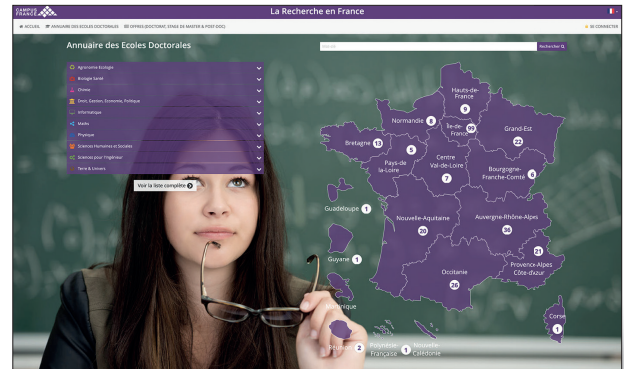 CAMPUS
FRANCE
La Recherche en France
ACCUEIL
ANNUAIRE DES ECOLES DOCTORALES
OFFRES (DOCTORAT, STAGE DE MASTER & POST-DOC)
SE CONNECTER
Annuaire des Ecoles Doctorales
Mot clé
Rechercher
Agronomie Ecologie
Biologie Santé
Chimie
Droit, Gestion, Economie, Politique
Informatique
Maths
Physique
Sciences Humaines et Sociales
Sciences pour l'Ingénieur
Terre & Univers
Voir la liste complète
Hauts-de-
France
9
Normandie 8
Île-de-
France 99
Grand-Est
22
Bretagne 13
5
Pays-de
la-Loire
Centre
Val-de-Loire
7
Bourgogne-
Franche-Comté 6
Guadeloupe 1
Nouvelle-Aquitaine
20
Auvergne-Rhône-Alpes
36
Guyane 1
21
Provence-Alpes
Côte-d'azur
Occitanie
26
Martinique
Corse
1
Réunion 2
Polynésie
Française
1
Nouvelle-
Calédonie